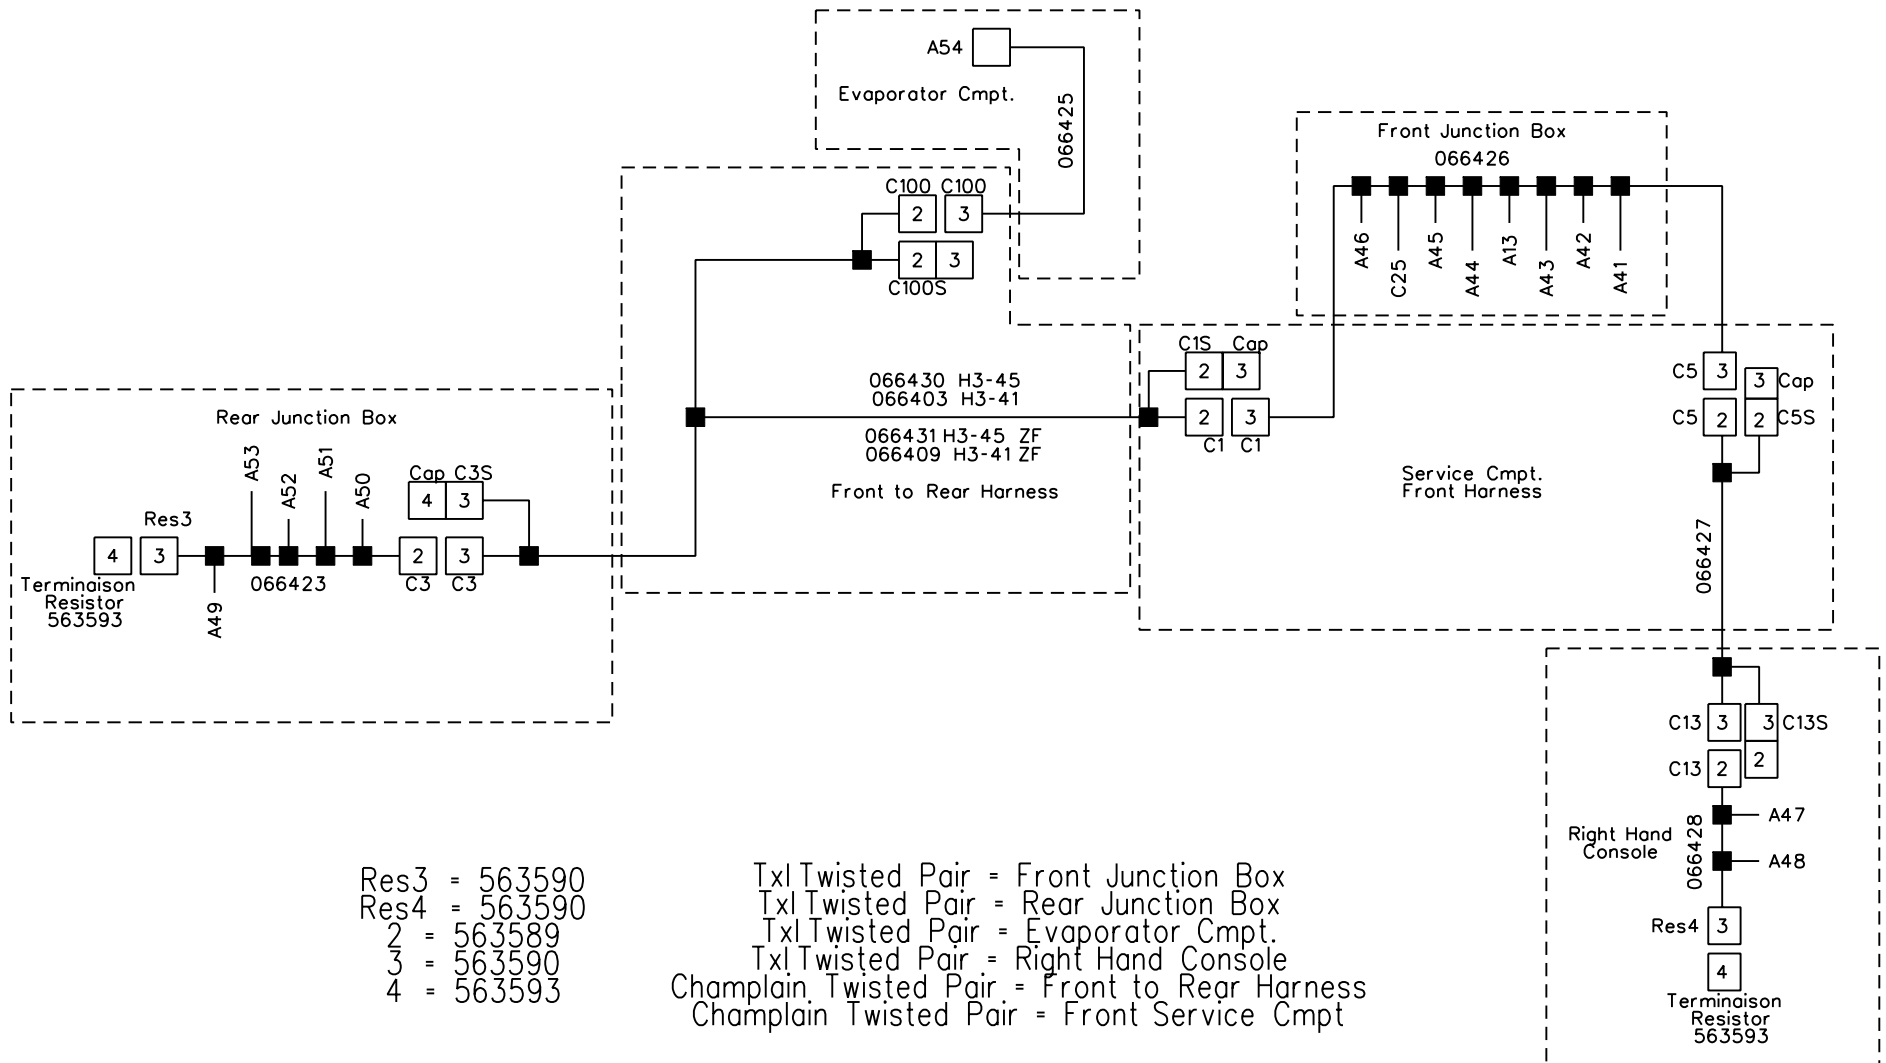 A54
Evaporator Cmpt.
066425
Front Junction Box
066426
A46
C25
A45
A44
A13
A43
A42
A41
C100 C100
2 3
2 3
C100S
C1S Cap
2 3
2 3
C1 C1
066430 H3-45
066403 H3-41
066431 H3-45 ZF
066409 H3-41 ZF
Front to Rear Harness
C5 3
3 Cap
C5 2
2 C5S
Service Cmpt.
Front Harness
066427
Rear Junction Box
A53
A52
A51
A50
Cap C3S
4 3
Res3
4 3
2 3
C3 C3
066423
A49
Terminaison
Resistor
563593
C13 3
3 C13S
C13 2
2
A47
Right Hand
Console
066428
A48
Res4 3
4
Terminaison
Resistor
563593
Res3 = 563590
Res4 = 563590
2 = 563589
3 = 563590
4 = 563593
Txl Twisted Pair = Front Junction Box
Txl Twisted Pair = Rear Junction Box
Txl Twisted Pair = Evaporator Cmpt.
Txl Twisted Pair = Right Hand Console
Champlain Twisted Pair = Front to Rear Harness
Champlain Twisted Pair = Front Service Cmpt